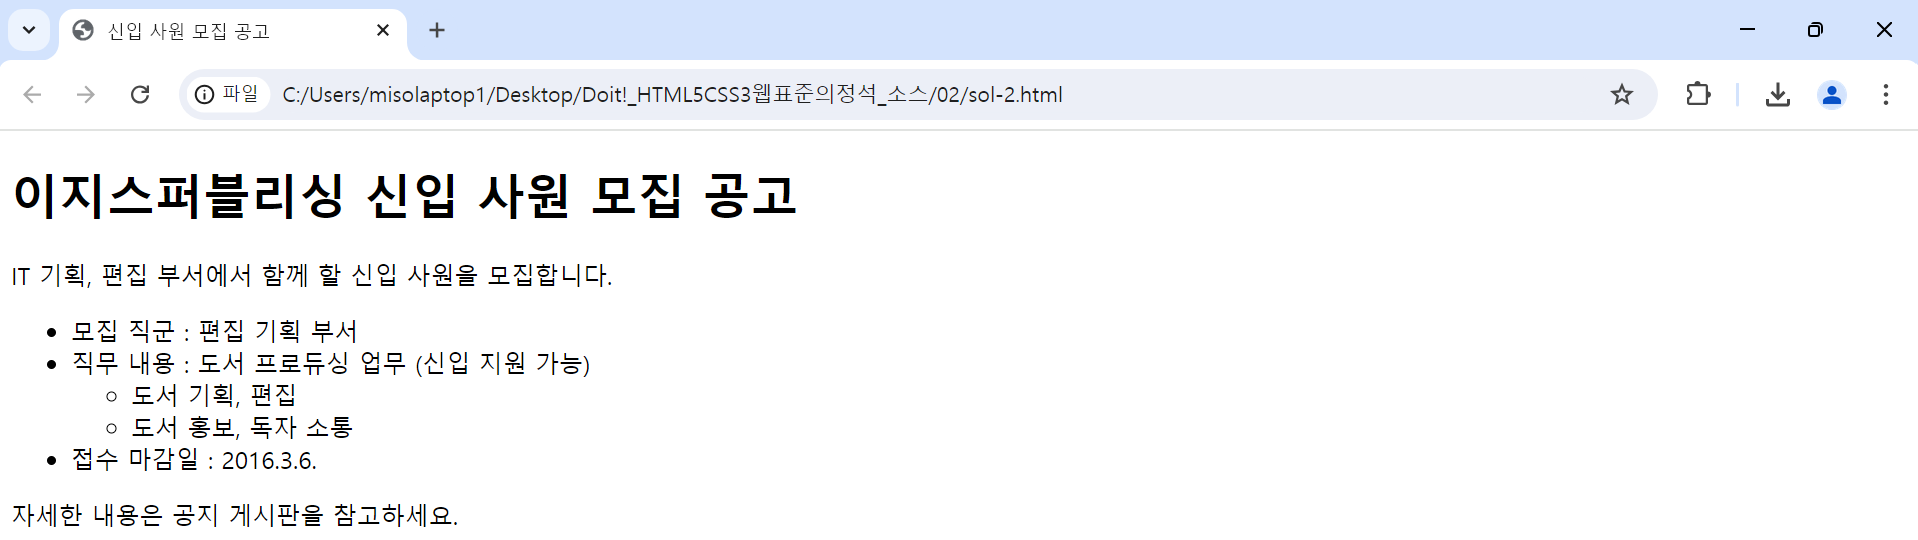 신입 사원 모집 공고
파일
C:/Users/misolaptop1/Desktop/Doit!_HTML5CSS3웹표준의정석_소스/02/sol-2.html
이지스퍼블리싱 신입 사원 모집 공고
IT 기획, 편집 부서에서 함께 할 신입 사원을 모집합니다.
• 모집 직군 : 편집 기획 부서
• 직무 내용 : 도서 프로듀싱 업무 (신입 지원 가능)
◦ 도서 기획, 편집
◦ 도서 홍보, 독자 소통
• 접수 마감일 : 2016.3.6.
자세한 내용은 공지 게시판을 참고하세요.